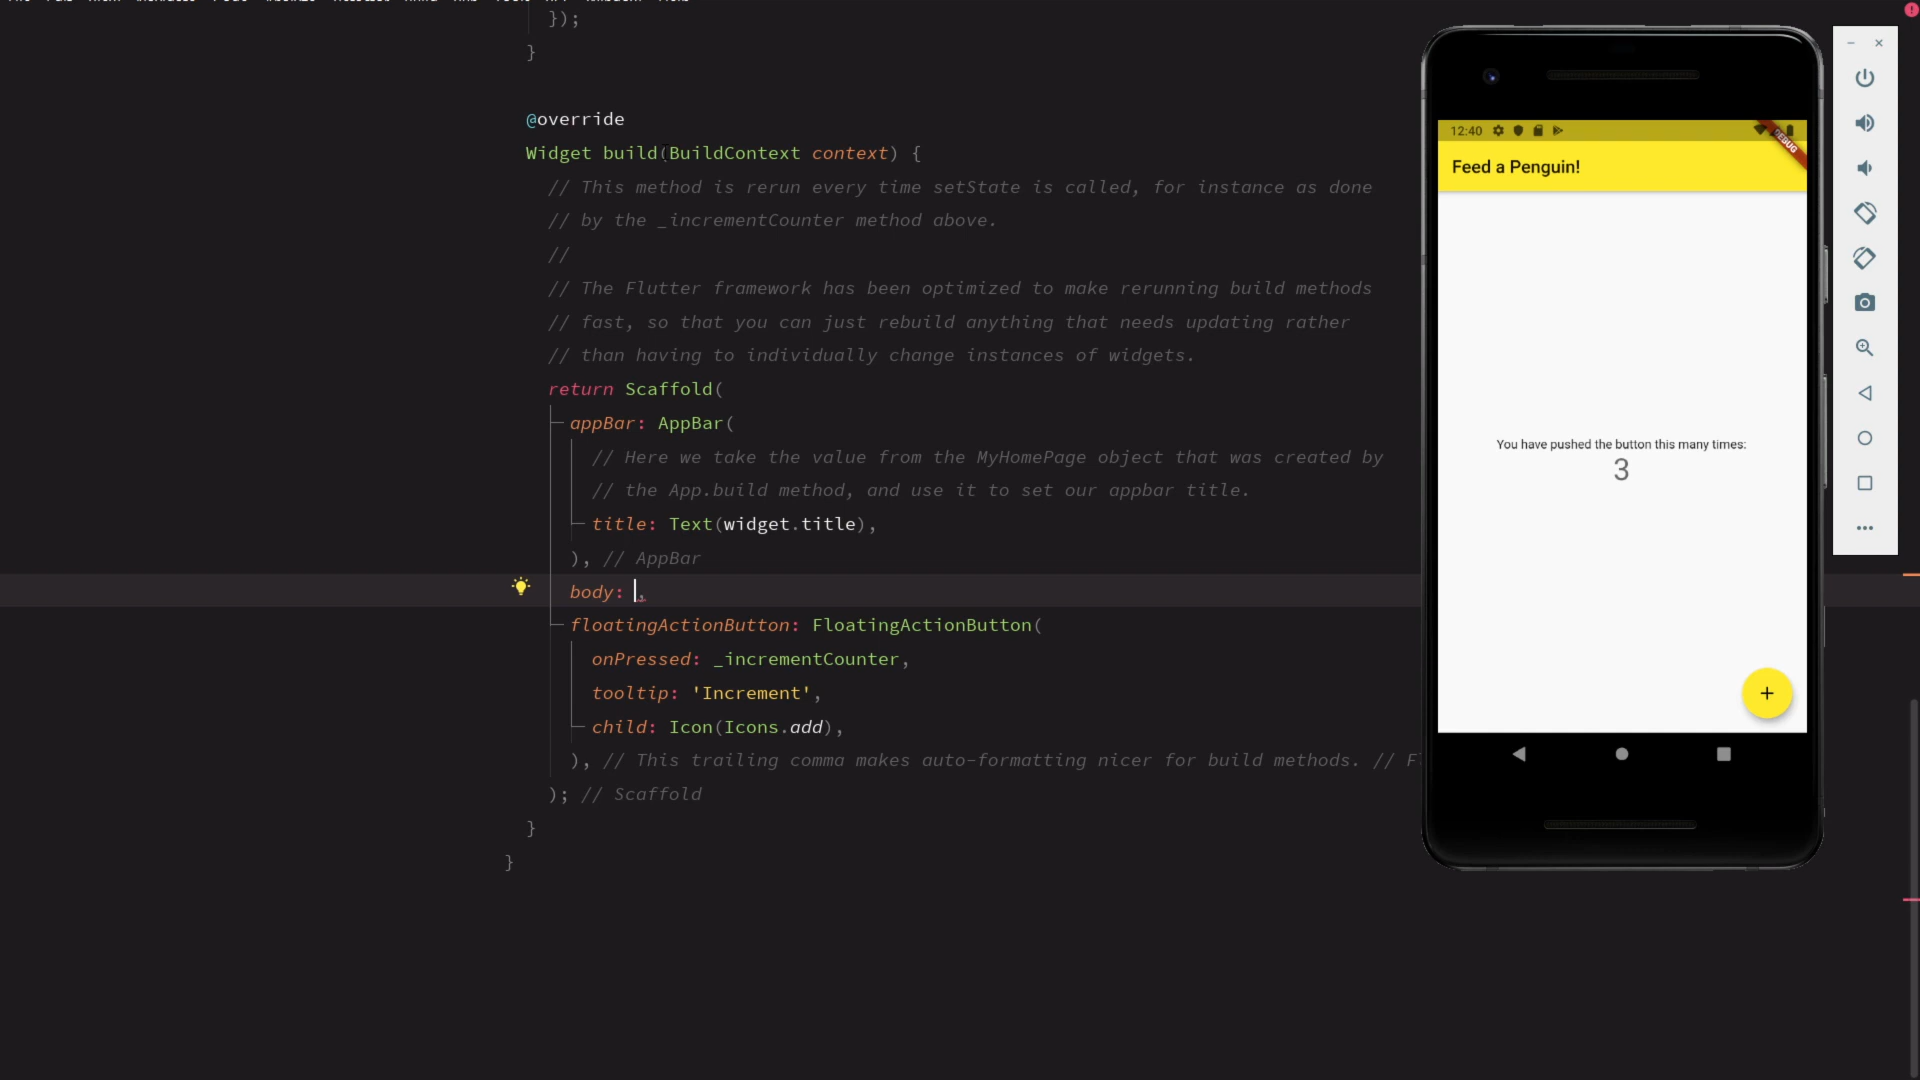 });
}
@override
Widget build(BuildContext context) {
// This method is rerun every time setState is called, for instance as done
// by the _incrementCounter method above.
//
// The Flutter framework has been optimized to make rerunning build methods
// fast, so that you can just rebuild anything that needs updating rather
// than having to individually change instances of widgets.
return Scaffold(
appBar: AppBar(
// Here we take the value from the MyHomePage object that was created by
// the App.build method, and use it to set our appbar title.
title: Text(widget.title),
), // AppBar
body: ,
floatingActionButton: FloatingActionButton(
onPressed: _incrementCounter,
tooltip: 'Increment',
child: Icon(Icons.add),
), // This trailing comma makes auto-formatting nicer for build methods. // F
); // Scaffold
}
}
12:40
DEBUG
Feed a Penguin!
You have pushed the button this many times:
3